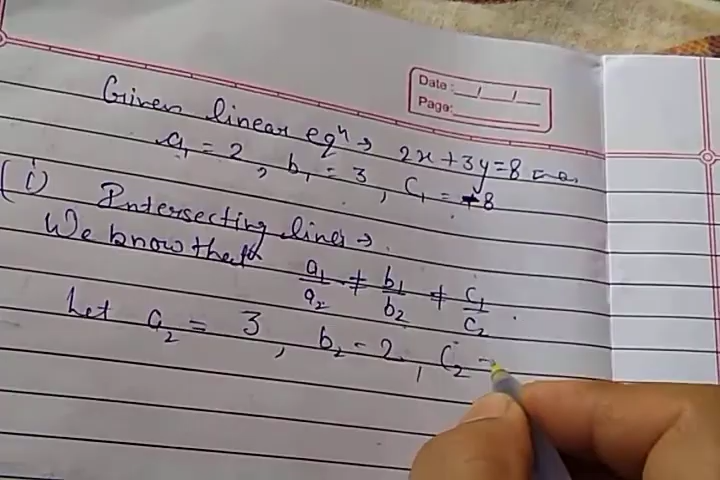 Date: / /
Page:
Given linear eqⁿ → 2x + 3y = 8
a₁ = 2, b₁ = 3, C₁ = -8
(i) Intersecting lines →
We know that a₁/a₂ ≠ b₁/b₂ ≠ c₁/c₂.
Let a₂ = 3, b₂ = 2, C₂ =